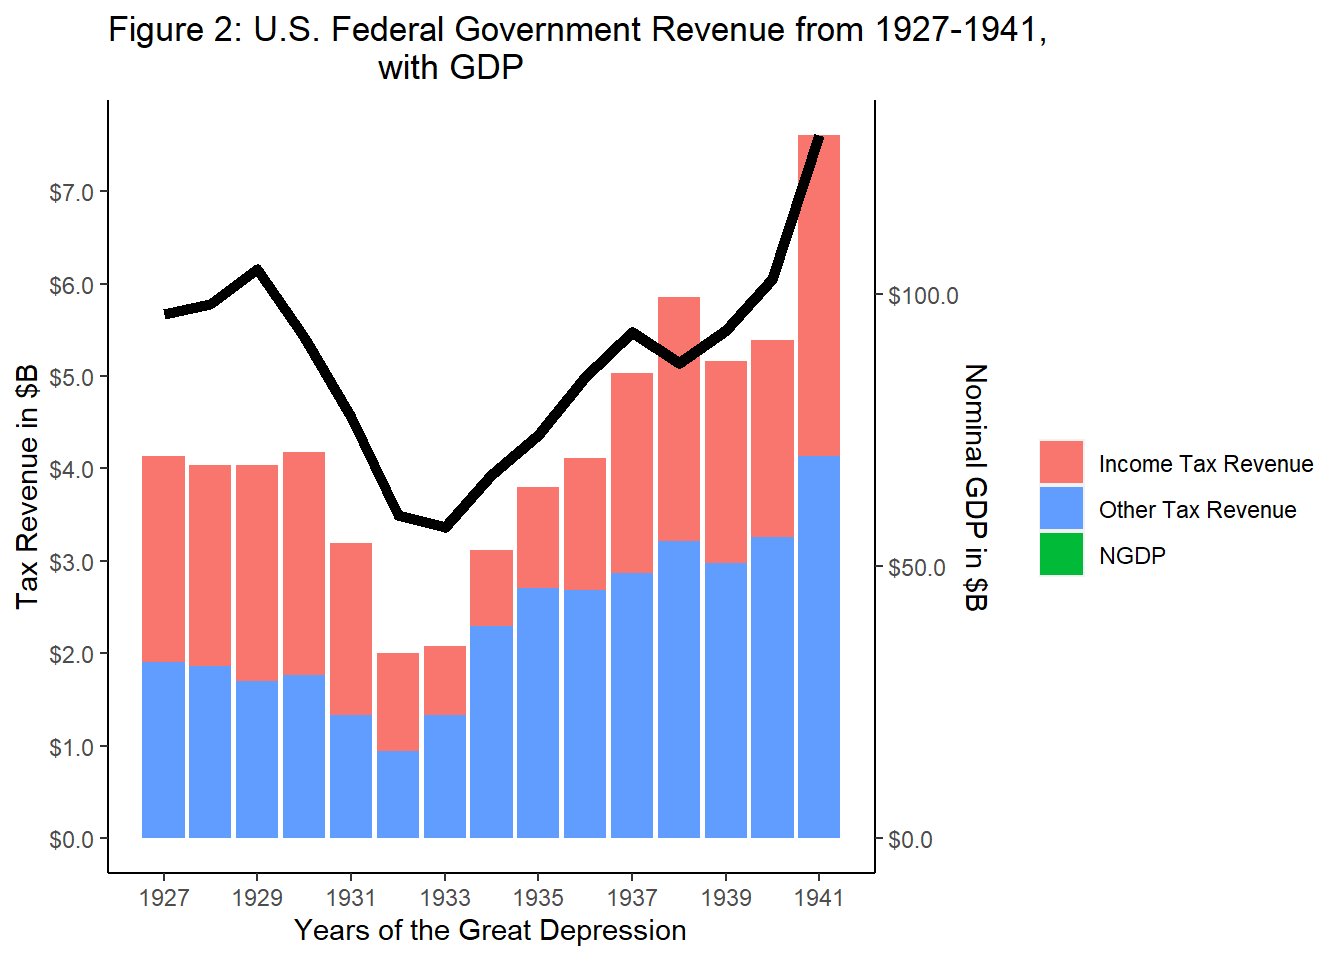 Figure 2: U.S. Federal Government Revenue from 1927-1941,
with GDP
Tax Revenue in $B
$7.0
$6.0
$5.0
$4.0
$3.0
$2.0
$1.0
$0.0
1927
1929
1931
1933
1935
1937
1939
1941
Years of the Great Depression
$100.0
$50.0
$0.0
Nominal GDP in $B
Income Tax Revenue
Other Tax Revenue
NGDP